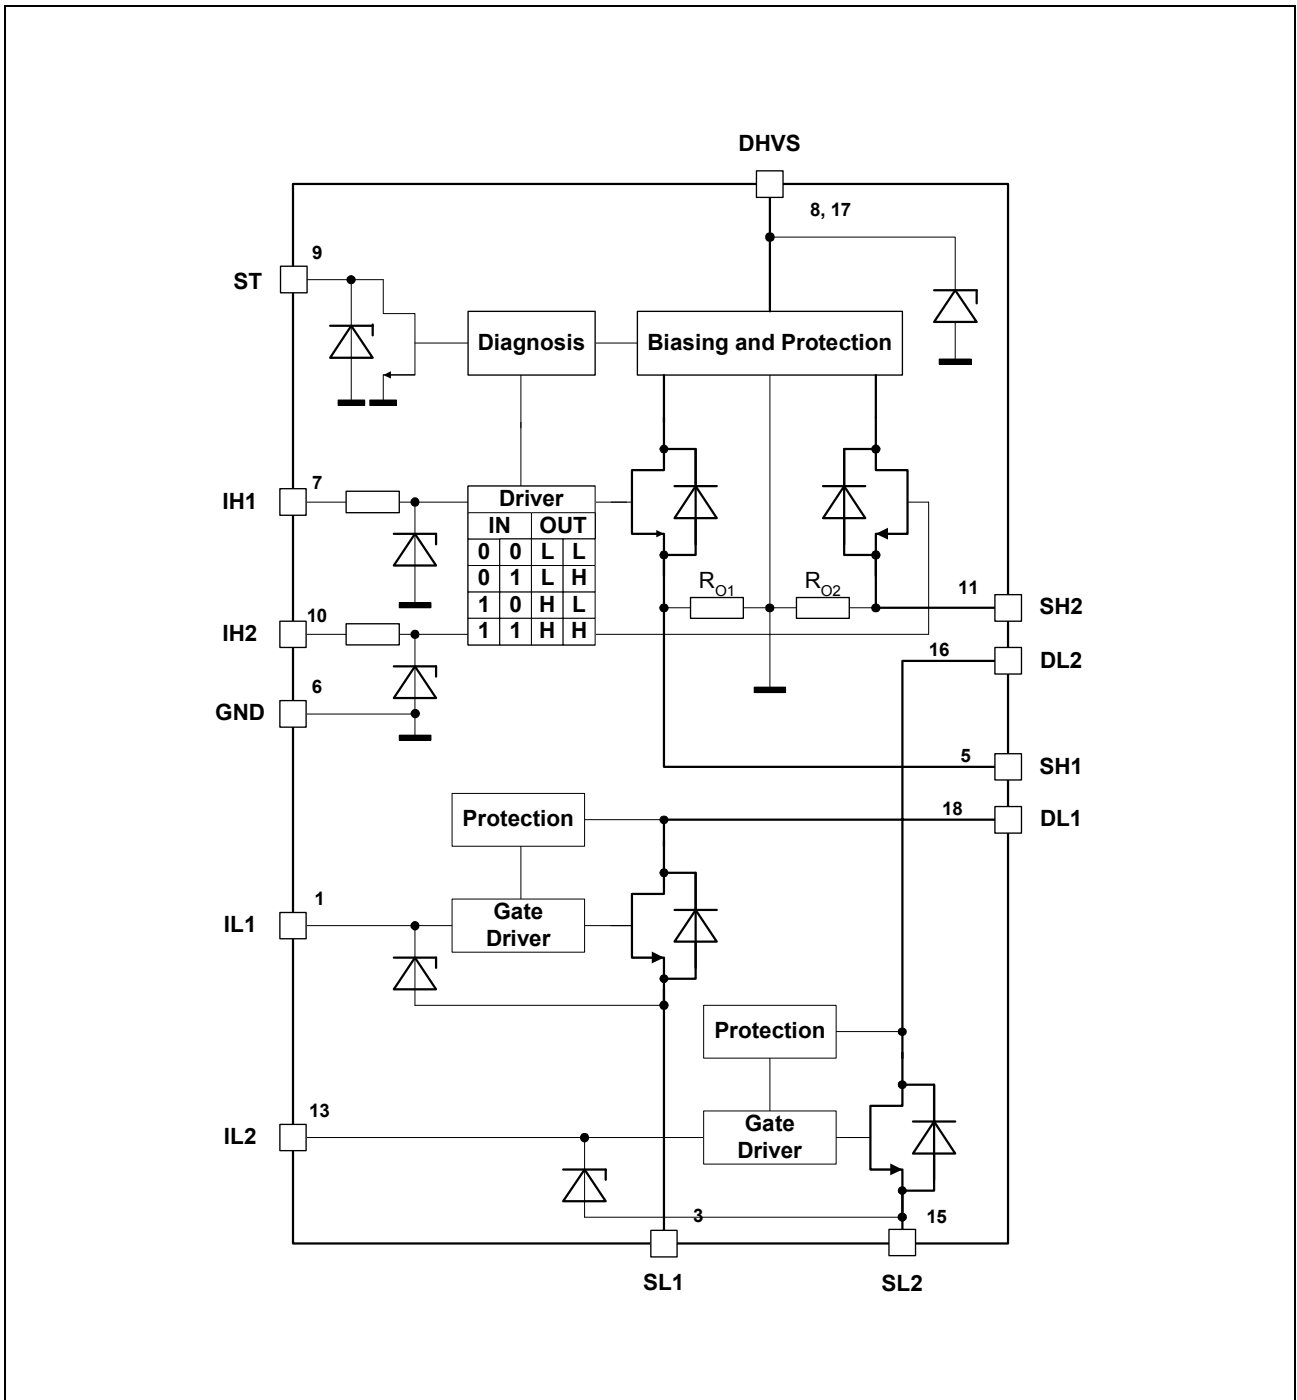 DHVS
8, 17
9
ST
Diagnosis
Biasing and Protection
7
IH1
Driver
IN OUT
0 0 L L
0 1 L H
1 0 H L
1 1 H H
RO1
RO2
11
SH2
10
IH2
16
DL2
6
GND
5
SH1
Protection
18
DL1
1
IL1
Gate
Driver
Protection
13
IL2
Gate
Driver
3
15
SL1
SL2